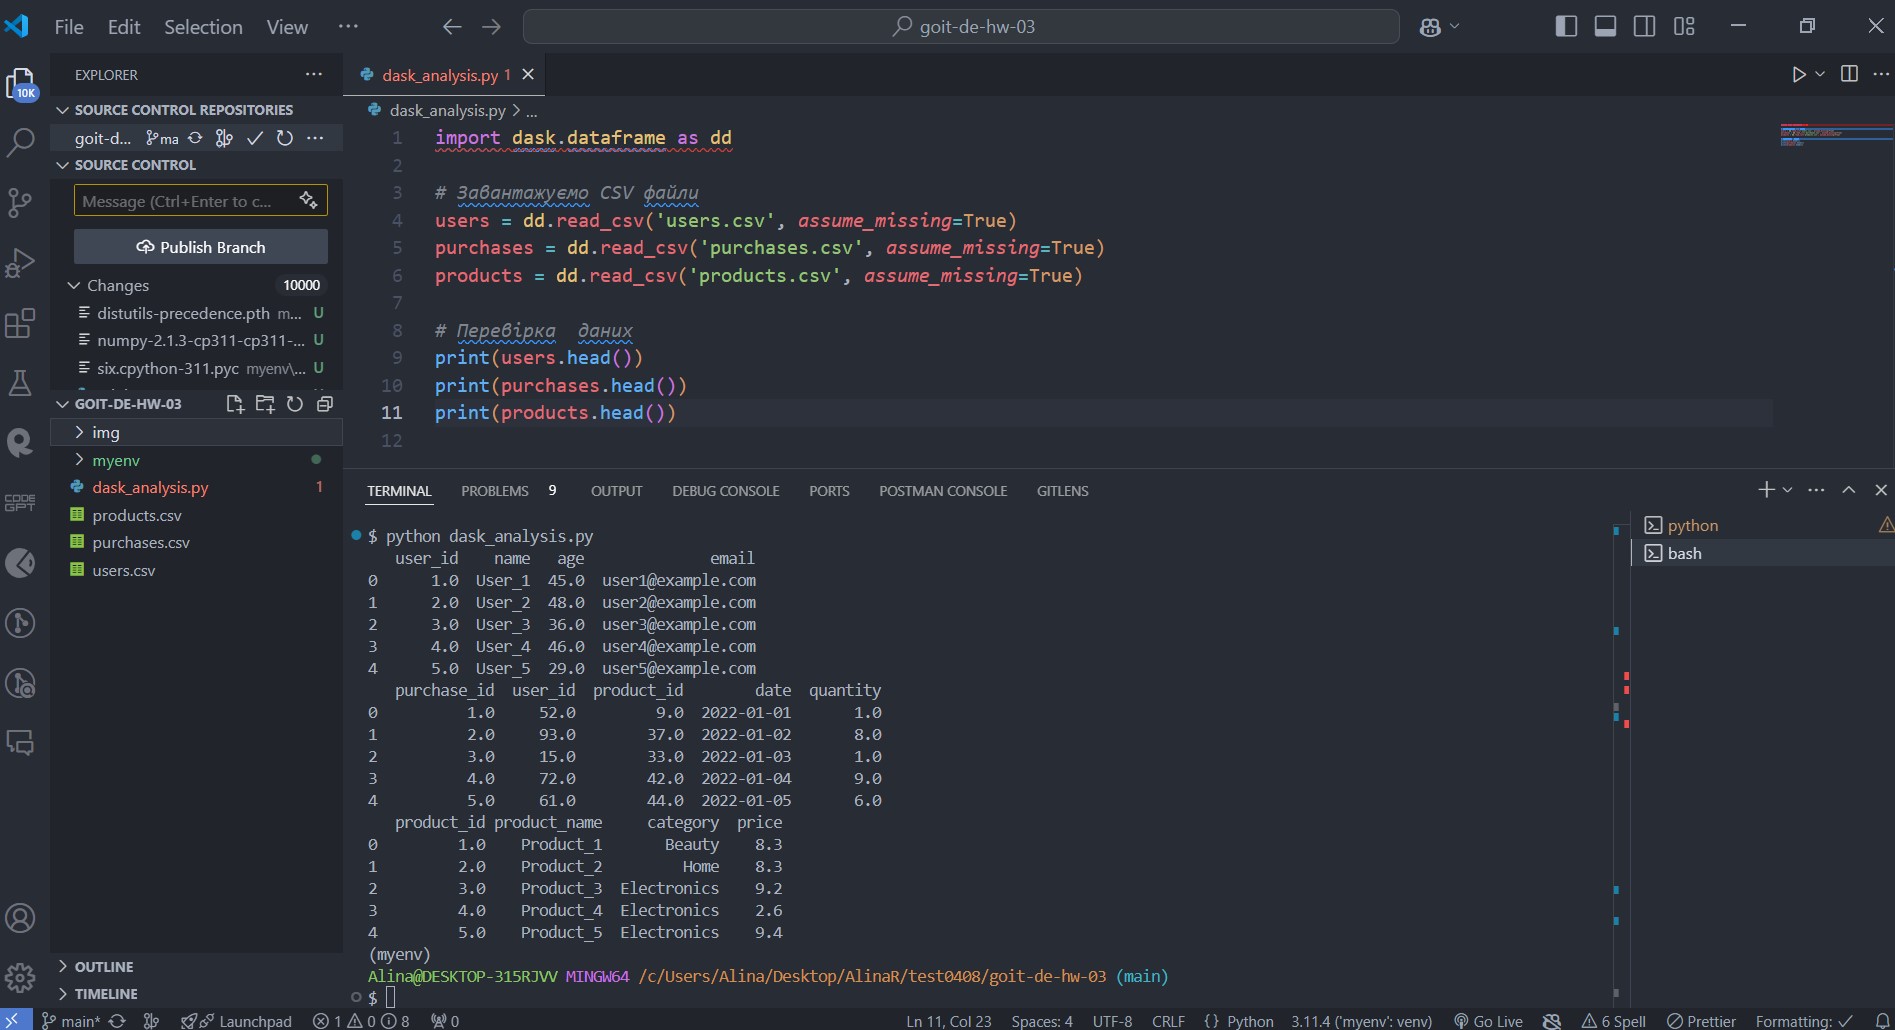 File Edit Selection View ···
goit-de-hw-03
EXPLORER ···
10K
SOURCE CONTROL REPOSITORIES
goit-d... ma ···
SOURCE CONTROL
Message (Ctrl+Enter to c...
Publish Branch
Changes 10000
distutils-precedence.pth m... U
numpy-2.1.3-cp311-cp311-... U
six.cpython-311.pyc myenv\... U
GOIT-DE-HW-03
img
myenv
dask_analysis.py 1
products.csv
purchases.csv
users.csv
OUTLINE
TIMELINE
CODE
GPT
dask_analysis.py 1
dask_analysis.py > ...
1 import dask.dataframe as dd
2
3 # Завантажуємо CSV файли
4 users = dd.read_csv('users.csv', assume_missing=True)
5 purchases = dd.read_csv('purchases.csv', assume_missing=True)
6 products = dd.read_csv('products.csv', assume_missing=True)
7
8 # Перевірка  даних
9 print(users.head())
10 print(purchases.head())
11 print(products.head())
12
TERMINAL PROBLEMS 9 OUTPUT DEBUG CONSOLE PORTS POSTMAN CONSOLE GITLENS
$ python dask_analysis.py
user_id name age email
0 1.0 User_1 45.0 user1@example.com
1 2.0 User_2 48.0 user2@example.com
2 3.0 User_3 36.0 user3@example.com
3 4.0 User_4 46.0 user4@example.com
4 5.0 User_5 29.0 user5@example.com
purchase_id user_id product_id date quantity
0 1.0 52.0 9.0 2022-01-01 1.0
1 2.0 93.0 37.0 2022-01-02 8.0
2 3.0 15.0 33.0 2022-01-03 1.0
3 4.0 72.0 42.0 2022-01-04 9.0
4 5.0 61.0 44.0 2022-01-05 6.0
product_id product_name category price
0 1.0 Product_1 Beauty 8.3
1 2.0 Product_2 Home 8.3
2 3.0 Product_3 Electronics 9.2
3 4.0 Product_4 Electronics 2.6
4 5.0 Product_5 Electronics 9.4
(myenv)
Alina@DESKTOP-315RJVV MINGW64 /c/Users/Alina/Desktop/AlinaR/test0408/goit-de-hw-03 (main)
$
python
bash
main* Launchpad 1 0 8 0 Ln 11, Col 23 Spaces: 4 UTF-8 CRLF {} Python 3.11.4 ('myenv': venv) Go Live 6 Spell Prettier Formatting: ✓